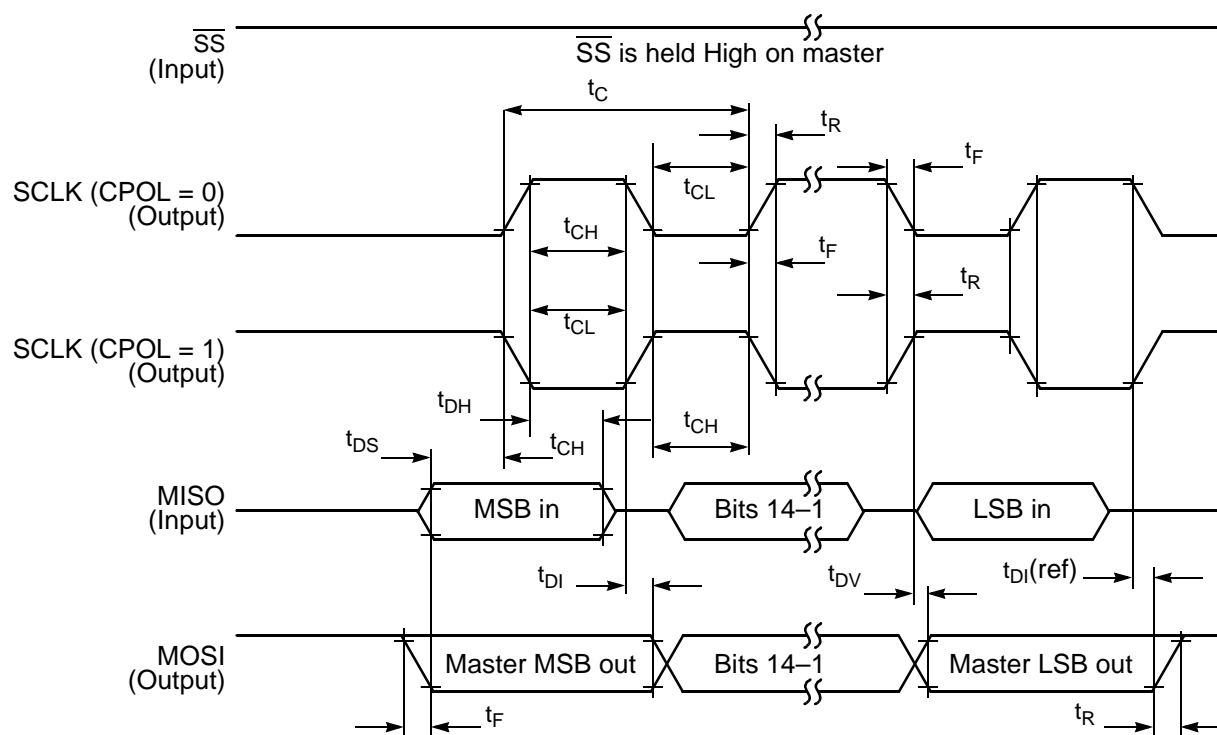 SS
(Input)
SS is held High on master
tC
tR
tF
SCLK (CPOL = 0)
(Output)
tCL
tCH
tF
tR
tCL
SCLK (CPOL = 1)
(Output)
tDH
tCH
tDS
tCH
MISO
(Input)
MSB in
Bits 14–1
LSB in
tDI
tDV
tDI(ref)
MOSI
(Output)
Master MSB out
Bits 14–1
Master LSB out
tF
tR